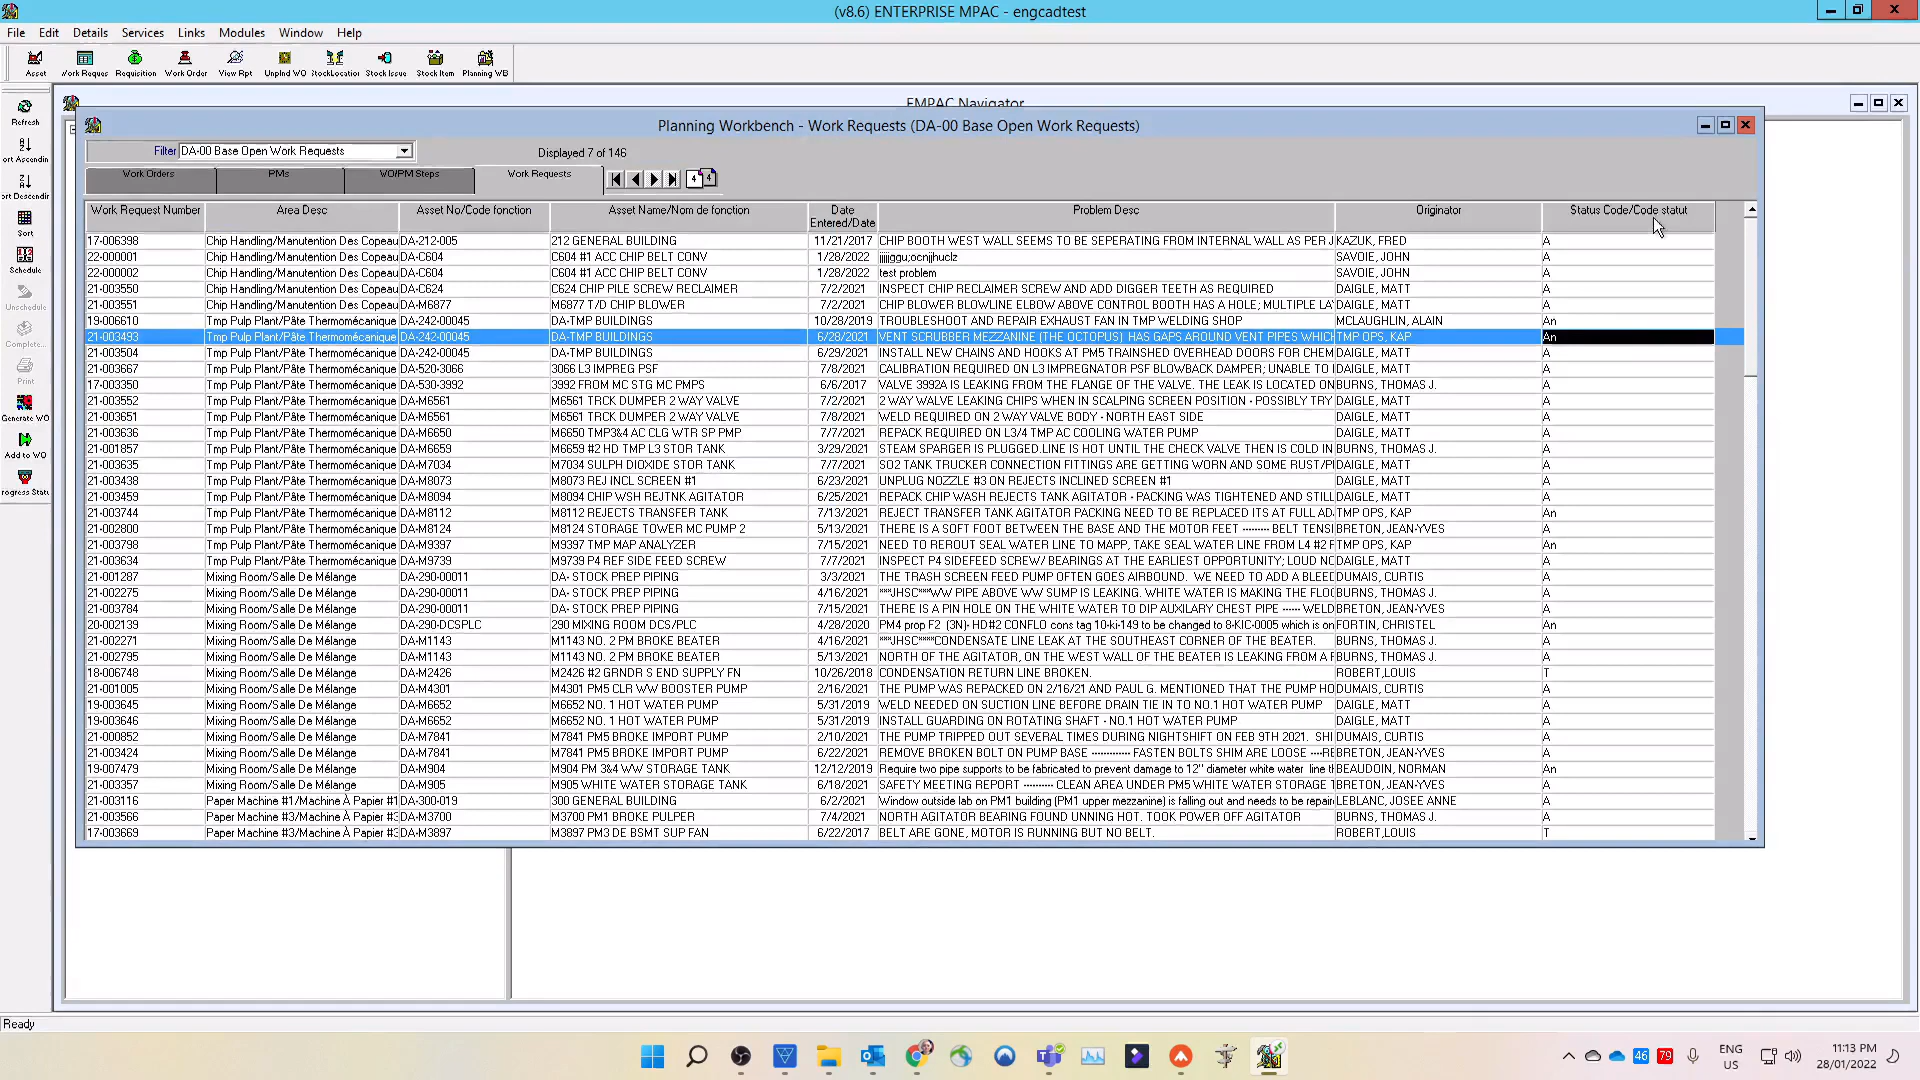 (v8.6) ENTERPRISE MPAC - engcadtest
File Edit Details Services Links Modules Window Help
Asset Work Reques Requisition Work Order View Rpt Unplnd WO StockLocation Stock Issue Stock Item Planning WB
EMPAC Navigator
Planning Workbench - Work Requests (DA-00 Base Open Work Requests)
Filter DA-00 Base Open Work Requests Displayed 7 of 146
Work Orders PMs WO/PM Steps Work Requests
Work Request Number Area Desc Asset No/Code fonction Asset Name/Nom de fonction Date Entered/Date Problem Desc Originator Status Code/Code statut
17-006398 Chip Handling/Manutention Des Copeau DA-212-005 212 GENERAL BUILDING 11/21/2017 CHIP BOOTH WEST WALL SEEMS TO BE SEPERATING FROM INTERNAL WALL AS PER J KAZUK, FRED A
22-000001 Chip Handling/Manutention Des Copeau DA-C604 C604 #1 ACC CHIP BELT CONV 1/28/2022 SAVOIE, JOHN A
22-000002 Chip Handling/Manutention Des Copeau DA-C604 C604 #1 ACC CHIP BELT CONV 1/28/2022 test problem SAVOIE, JOHN A
21-003550 Chip Handling/Manutention Des Copeau DA-C624 C624 CHIP PILE SCREW RECLAIMER 7/2/2021 INSPECT CHIP RECLAIMER SCREW AND ADD DIGGER TEETH AS REQUIRED DAIGLE, MATT A
21-003551 Chip Handling/Manutention Des Copeau DA-M6877 M6877 T/D CHIP BLOWER 7/2/2021 CHIP BLOWER BLOWLINE ELBOW ABOVE CONTROL BOOTH HAS A HOLE; MULTIPLE LA DAIGLE, MATT A
19-006610 Tmp Pulp Plant/Pâte Thermomécanique DA-242-00045 DA-TMP BUILDINGS 10/29/2019 TROUBLESHOOT AND REPAIR EXHAUST FAN IN TMP WELDING SHOP MCLAUGHLIN, ALAIN An
21-003493 Tmp Pulp Plant/Pâte Thermomécanique DA-242-00045 DA-TMP BUILDINGS 6/28/2021 VENT SCRUBBER MEZZANINE (THE OCTOPUS) HAS GAPS AROUND VENT PIPES WHICH TMP OPS, KAP An
21-003504 Tmp Pulp Plant/Pâte Thermomécanique DA-242-00045 DA-TMP BUILDINGS 6/29/2021 INSTALL NEW CHAINS AND HOOKS AT PM5 TRAINSHED OVERHEAD DOORS FOR CHEM DAIGLE, MATT A
21-003667 Tmp Pulp Plant/Pâte Thermomécanique DA-520-3066 3066 L3 IMPREG PSF 7/8/2021 CALIBRATION REQUIRED ON L3 IMPREGNATOR PSF BLOWBACK DAMPER; UNABLE TO DAIGLE, MATT A
17-003350 Tmp Pulp Plant/Pâte Thermomécanique DA-530-3992 3992 FROM MC STG MC PMPS 6/6/2017 VALVE 3992A IS LEAKING FROM THE FLANGE OF THE VALVE. THE LEAK IS LOCATED ON BURNS, THOMAS J. A
21-003552 Tmp Pulp Plant/Pâte Thermomécanique DA-M6561 M6561 TRCK DUMPER 2 WAY VALVE 7/2/2021 2 WAY WALVE LEAKING CHIPS WHEN IN SCALPING SCREEN POSITION - POSSIBLY TRY DAIGLE, MATT A
21-003651 Tmp Pulp Plant/Pâte Thermomécanique DA-M6561 M6561 TRCK DUMPER 2 WAY VALVE 7/8/2021 WELD REQUIRED ON 2 WAY VALVE BODY - NORTH EAST SIDE DAIGLE, MATT A
21-003636 Tmp Pulp Plant/Pâte Thermomécanique DA-M6650 M6650 TMP3&4 AC CLG WTR SP PMP 7/7/2021 REPACK REQUIRED ON L3/4 TMP AC COOLING WATER PUMP DAIGLE, MATT A
21-001857 Tmp Pulp Plant/Pâte Thermomécanique DA-M6659 M6659 #2 HD TMP L3 STOR TANK 3/29/2021 STEAM SPARGER IS PLUGGED.LINE IS HOT UNTIL THE CHECK VALVE THEN IS COLD IN BURNS, THOMAS J. A
21-003635 Tmp Pulp Plant/Pâte Thermomécanique DA-M7034 M7034 SULPH DIOXIDE STOR TANK 7/7/2021 SO2 TANK TRUCKER CONNECTION FITTINGS ARE GETTING WORN AND SOME RUST/PI DAIGLE, MATT A
21-003438 Tmp Pulp Plant/Pâte Thermomécanique DA-M8073 M8073 REJ INCL SCREEN #1 6/23/2021 UNPLUG NOZZLE #3 ON REJECTS INCLINED SCREEN #1 DAIGLE, MATT A
21-003459 Tmp Pulp Plant/Pâte Thermomécanique DA-M8094 M8094 CHIP WSH REJTNK AGITATOR 6/25/2021 REPACK CHIP WASH REJECTS TANK AGITATOR - PACKING WAS TIGHTENED AND STILL DAIGLE, MATT A
21-003744 Tmp Pulp Plant/Pâte Thermomécanique DA-M8112 M8112 REJECTS TRANSFER TANK 7/13/2021 REJECT TRANSFER TANK AGITATOR PACKING NEED TO BE REPLACED ITS AT FULL AD TMP OPS, KAP An
21-002800 Tmp Pulp Plant/Pâte Thermomécanique DA-M8124 M8124 STORAGE TOWER MC PUMP 2 5/13/2021 THERE IS A SOFT FOOT BETWEEN THE BASE AND THE MOTOR FEET --------- BELT TENSI BRETON, JEAN-YVES A
21-003798 Tmp Pulp Plant/Pâte Thermomécanique DA-M9397 M9397 TMP MAP ANALYZER 7/15/2021 NEED TO REROUT SEAL WATER LINE TO MAPP, TAKE SEAL WATER LINE FROM L4 #2 F TMP OPS, KAP An
21-003634 Tmp Pulp Plant/Pâte Thermomécanique DA-M9739 M9739 P4 REF SIDE FEED SCREW 7/7/2021 INSPECT P4 SIDEFEED SCREW/ BEARINGS AT THE EARLIEST OPPORTUNITY; LOUD NO DAIGLE, MATT A
21-001287 Mixing Room/Salle De Mélange DA-290-00011 DA- STOCK PREP PIPING 3/3/2021 THE TRASH SCREEN FEED PUMP OFTEN GOES AIRBOUND. WE NEED TO ADD A BLEED DUMAIS, CURTIS A
21-002275 Mixing Room/Salle De Mélange DA-290-00011 DA- STOCK PREP PIPING 4/16/2021 ***JHSC***WW PIPE ABOVE WW SUMP IS LEAKING. WHITE WATER IS MAKING THE FLOO BURNS, THOMAS J. A
21-003784 Mixing Room/Salle De Mélange DA-290-00011 DA- STOCK PREP PIPING 7/15/2021 THERE IS A PIN HOLE ON THE WHITE WATER TO DIP AUXILARY CHEST PIPE ------ WELD BRETON, JEAN-YVES A
20-002139 Mixing Room/Salle De Mélange DA-290-DCSPLC 290 MIXING ROOM DCS/PLC 4/28/2020 PM4 prop F2 (3N)- HD#2 CONFLO cons tag 10-ki-149 to be changed to 8-KIC-0005 which is on FORTIN, CHRISTEL An
21-002271 Mixing Room/Salle De Mélange DA-M1143 M1143 NO. 2 PM BROKE BEATER 4/16/2021 ***JHSC****CONDENSATE LINE LEAK AT THE SOUTHEAST CORNER OF THE BEATER. BURNS, THOMAS J. A
21-002795 Mixing Room/Salle De Mélange DA-M1143 M1143 NO. 2 PM BROKE BEATER 5/13/2021 NORTH OF THE AGITATOR, ON THE WEST WALL OF THE BEATER IS LEAKING FROM A F BURNS, THOMAS J. A
18-006748 Mixing Room/Salle De Mélange DA-M2426 M2426 #2 GRNDR S END SUPPLY FN 10/26/2018 CONDENSATION RETURN LINE BROKEN. ROBERT,LOUIS T
21-001005 Mixing Room/Salle De Mélange DA-M4301 M4301 PM5 CLR WW BOOSTER PUMP 2/16/2021 THE PUMP WAS REPACKED ON 2/16/21 AND PAUL G. MENTIONED THAT THE PUMP HO DUMAIS, CURTIS A
19-003645 Mixing Room/Salle De Mélange DA-M6652 M6652 NO. 1 HOT WATER PUMP 5/31/2019 WELD NEEDED ON SUCTION LINE BEFORE DRAIN TIE IN TO NO.1 HOT WATER PUMP DAIGLE, MATT A
19-003646 Mixing Room/Salle De Mélange DA-M6652 M6652 NO. 1 HOT WATER PUMP 5/31/2019 INSTALL GUARDING ON ROTATING SHAFT - NO.1 HOT WATER PUMP DAIGLE, MATT A
21-000852 Mixing Room/Salle De Mélange DA-M7841 M7841 PM5 BROKE IMPORT PUMP 2/10/2021 THE PUMP TRIPPED OUT SEVERAL TIMES DURING NIGHTSHIFT ON FEB 9TH 2021. SHI DUMAIS, CURTIS A
21-003424 Mixing Room/Salle De Mélange DA-M7841 M7841 PM5 BROKE IMPORT PUMP 6/22/2021 REMOVE BROKEN BOLT ON PUMP BASE ------------ FASTEN BOLTS SHIM ARE LOOSE ----RE BRETON, JEAN-YVES A
19-007479 Mixing Room/Salle De Mélange DA-M904 M904 PM 3&4 WW STORAGE TANK 12/12/2019 Require two pipe supports to be fabricated to prevent damage to 12" diameter white water line th BEAUDOIN, NORMAN An
21-003357 Mixing Room/Salle De Mélange DA-M905 M905 WHITE WATER STORAGE TANK 6/18/2021 SAFETY MEETING REPORT ---------- CLEAN AREA UNDER PM5 WHITE WATER STORAGE T BRETON, JEAN-YVES A
21-003116 Paper Machine #1/Machine À Papier #1 DA-300-019 300 GENERAL BUILDING 6/2/2021 Window outside lab on PM1 building (PM1 upper mezzanine) is falling out and needs to be repair LEBLANC, JOSEE ANNE A
21-003566 Paper Machine #3/Machine À Papier #3 DA-M3700 M3700 PM1 BROKE PULPER 7/4/2021 NORTH AGITATOR BEARING FOUND UNNING HOT. TOOK POWER OFF AGITATOR BURNS, THOMAS J. A
17-003669 Paper Machine #3/Machine À Papier #3 DA-M3897 M3897 PM3 DE BSMT SUP FAN 6/22/2017 BELT ARE GONE, MOTOR IS RUNNING BUT NO BELT. ROBERT,LOUIS T
Refresh
ort Ascendin
ort Descendin
Sort
Schedule
Unschedule
Complete...
Print
Generate WO
Add to WO
rogress Statu
Ready
46 79 ENG US 11:13 PM 28/01/2022